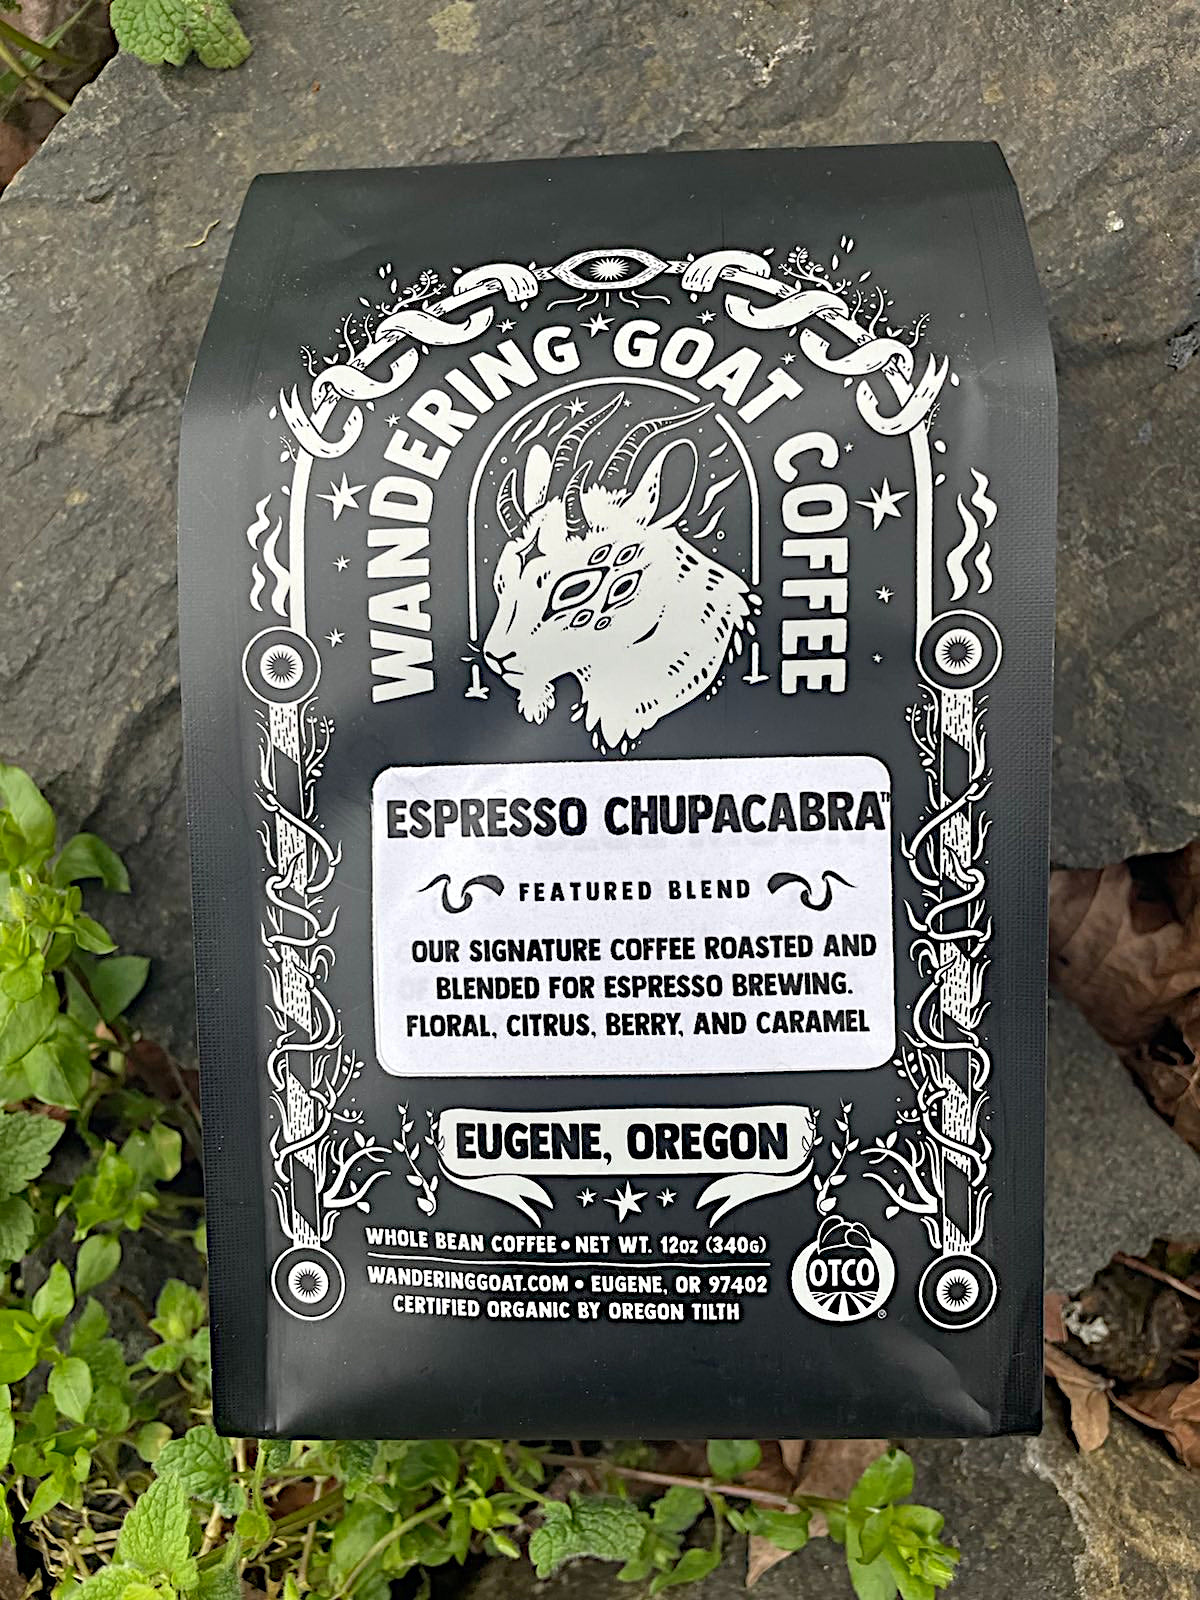 WANDERING GOAT COFFEE
ESPRESSO CHUPACABRA™
FEATURED BLEND
OUR SIGNATURE COFFEE ROASTED AND
BLENDED FOR ESPRESSO BREWING.
FLORAL, CITRUS, BERRY, AND CARAMEL
EUGENE, OREGON
WHOLE BEAN COFFEE • NET WT. 12oz (340g)
WANDERINGGOAT.COM • EUGENE, OR 97402
CERTIFIED ORGANIC BY OREGON TILTH
OTCO ®